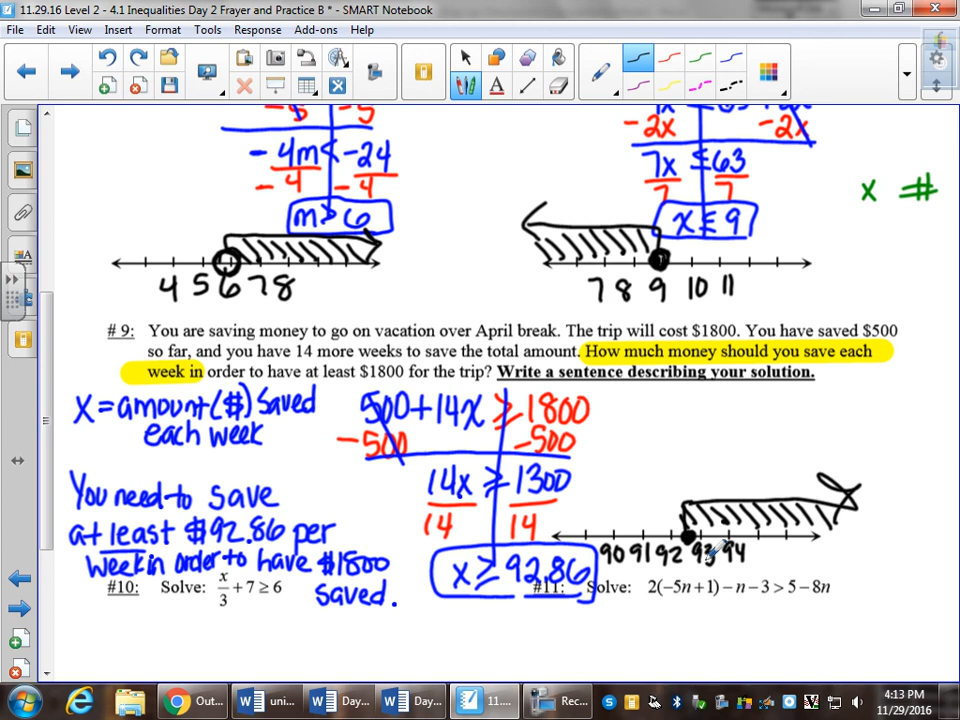 11.29.16 Level 2 - 4.1 Inequalities Day 2 Frayer and Practice B * - SMART Notebook
File Edit View Insert Format Tools Response Add-ons Help
-5 -5
-2x -2x
-4m < -24
-4 -4
7x ≤ 63
7 7
x #
m > 6
x ≤ 9
4 5 6 7 8
7 8 9 10 11
# 9: You are saving money to go on vacation over April break. The trip will cost $1800. You have saved $500
so far, and you have 14 more weeks to save the total amount. How much money should you save each
week in order to have at least $1800 for the trip? Write a sentence describing your solution.
x = amount ($) saved
each week
500 + 14x ≥ 1800
-500 -500
14x ≥ 1300
14 14
x ≥ 92.86
You need to save
at least $92.86 per
week in order to have $1800
saved.
90 91 92 93 94
#10: Solve: x/3 + 7 ≥ 6
#11: Solve: 2(-5n + 1) - n - 3 > 5 - 8n
Out... uni... Day... Day... 11.... Rec...
4:13 PM
11/29/2016